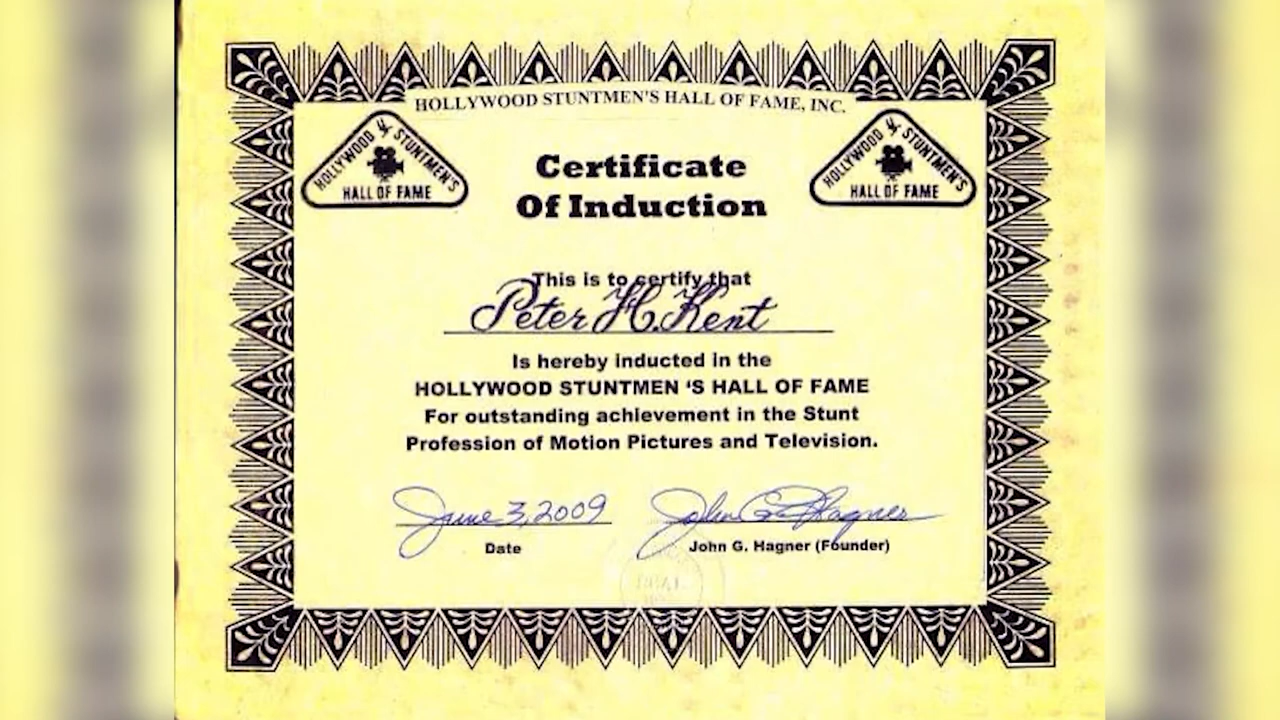 HOLLYWOOD STUNTMEN'S HALL OF FAME, INC.
HOLLYWOOD STUNTMEN'S
HALL OF FAME
HOLLYWOOD STUNTMEN'S
HALL OF FAME
Certificate
Of Induction
This is to certify that
Peter H. Kent
Is hereby inducted in the
HOLLYWOOD STUNTMEN 'S HALL OF FAME
For outstanding achievement in the Stunt
Profession of Motion Pictures and Television.
June 3, 2009 John G. Hagner
Date John G. Hagner (Founder)